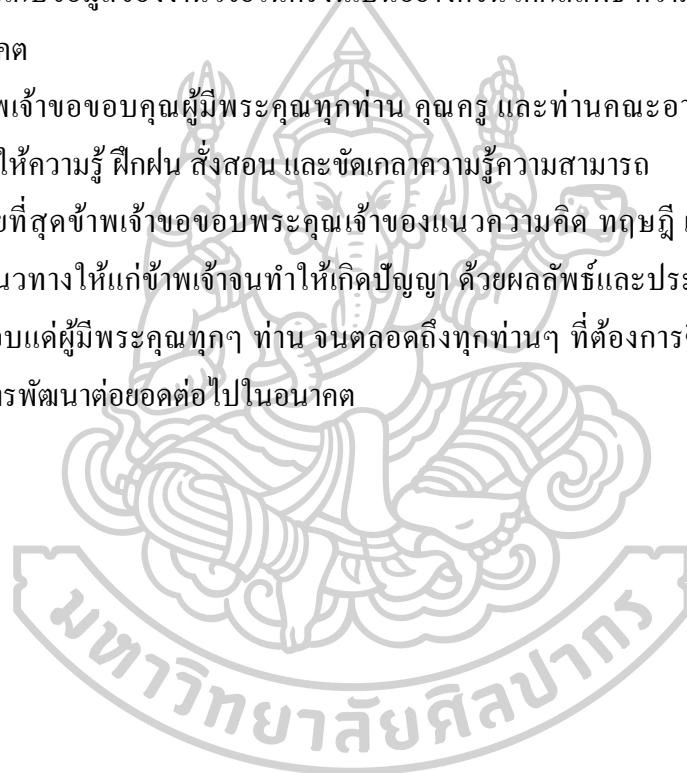 คต
พเจ้าขอขอบคุณผู้มีพระคุณทุกท่าน คุณครู และท่านคณะอา
ให้ความรู้ ฝึกฝน สั่งสอน และขัดเกลาความรู้ความสามารถ
ยที่สุดข้าพเจ้าขอขอบพระคุณเจ้าของแนวความคิด ทฤษฎี
นวทางให้แก่ข้าพเจ้าจนทำให้เกิดปัญญา ด้วยผลลัพธ์และประ
อบแด่ผู้มีพระคุณทุกๆ ท่าน จนตลอดถึงทุกท่านๆ ที่ต้องการ
ารพัฒนาต่อยอดต่อไปในอนาคต
มหาวิทยาลัยศิลปากร